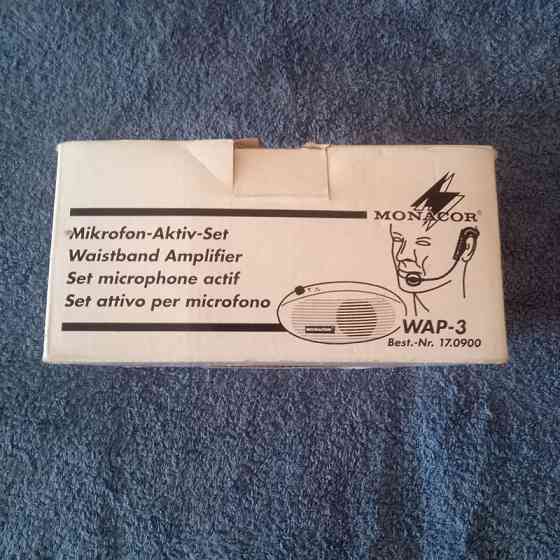 MONACOR®
Mikrofon-Aktiv-Set
Waistband Amplifier
Set microphone actif
Set attivo per microfono
MONACOR
WAP-3
Best.-Nr. 17.0900